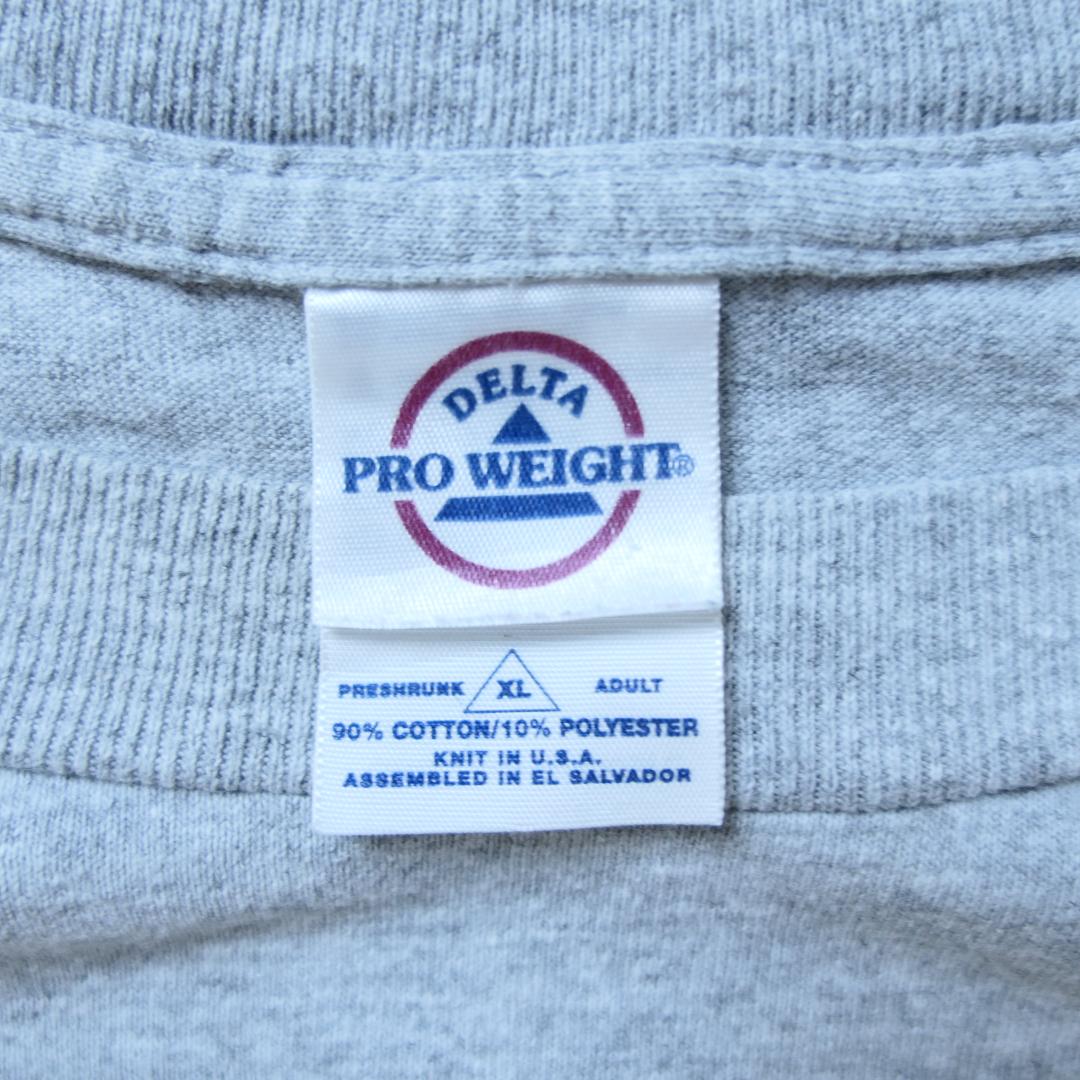 DELTA
PRO WEIGHT®
PRESHRUNK XL ADULT
90% COTTON/10% POLYESTER
KNIT IN U.S.A.
ASSEMBLED IN EL SALVADOR